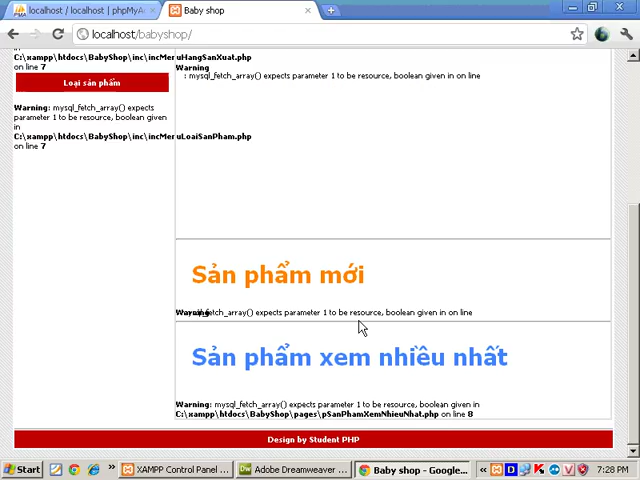 localhost / localhost | phpMyA
Baby shop
localhost/babyshop/
in
C:\xampp\htdocs\BabyShop\inc\incMenuHangSanXuat.php
on line 7
Warning
: mysql_fetch_array() expects parameter 1 to be resource, boolean given in on line
Loại sản phẩm
Warning: mysql_fetch_array() expects
parameter 1 to be resource, boolean given
in
C:\xampp\htdocs\BabyShop\inc\incMenuLoaiSanPham.php
on line 7
Sản phẩm mới
fetch_array() expects parameter 1 to be resource, boolean given in on line
Sản phẩm xem nhiều nhất
Warning: mysql_fetch_array() expects parameter 1 to be resource, boolean given in
C:\xampp\htdocs\BabyShop\pages\pSanPhamXemNhieuNhat.php on line 8
Design by Student PHP
Start
XAMPP Control Panel ...
Adobe Dreamweaver ...
Baby shop - Google...
7:28 PM